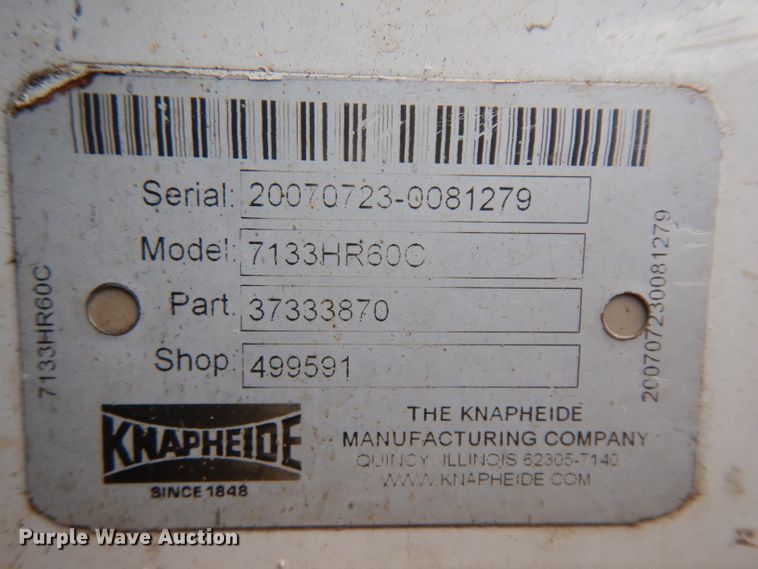 Serial: 20070723-0081279
Model: 7133HR60C
Part: 37333870
Shop: 499591
7133HR60C
200707230081279
KNAPHEIDE
SINCE 1848
THE KNAPHEIDE
MANUFACTURING COMPANY
QUINCY, ILLINOIS 62305-7140
WWW.KNAPHEIDE.COM
Purple Wave Auction